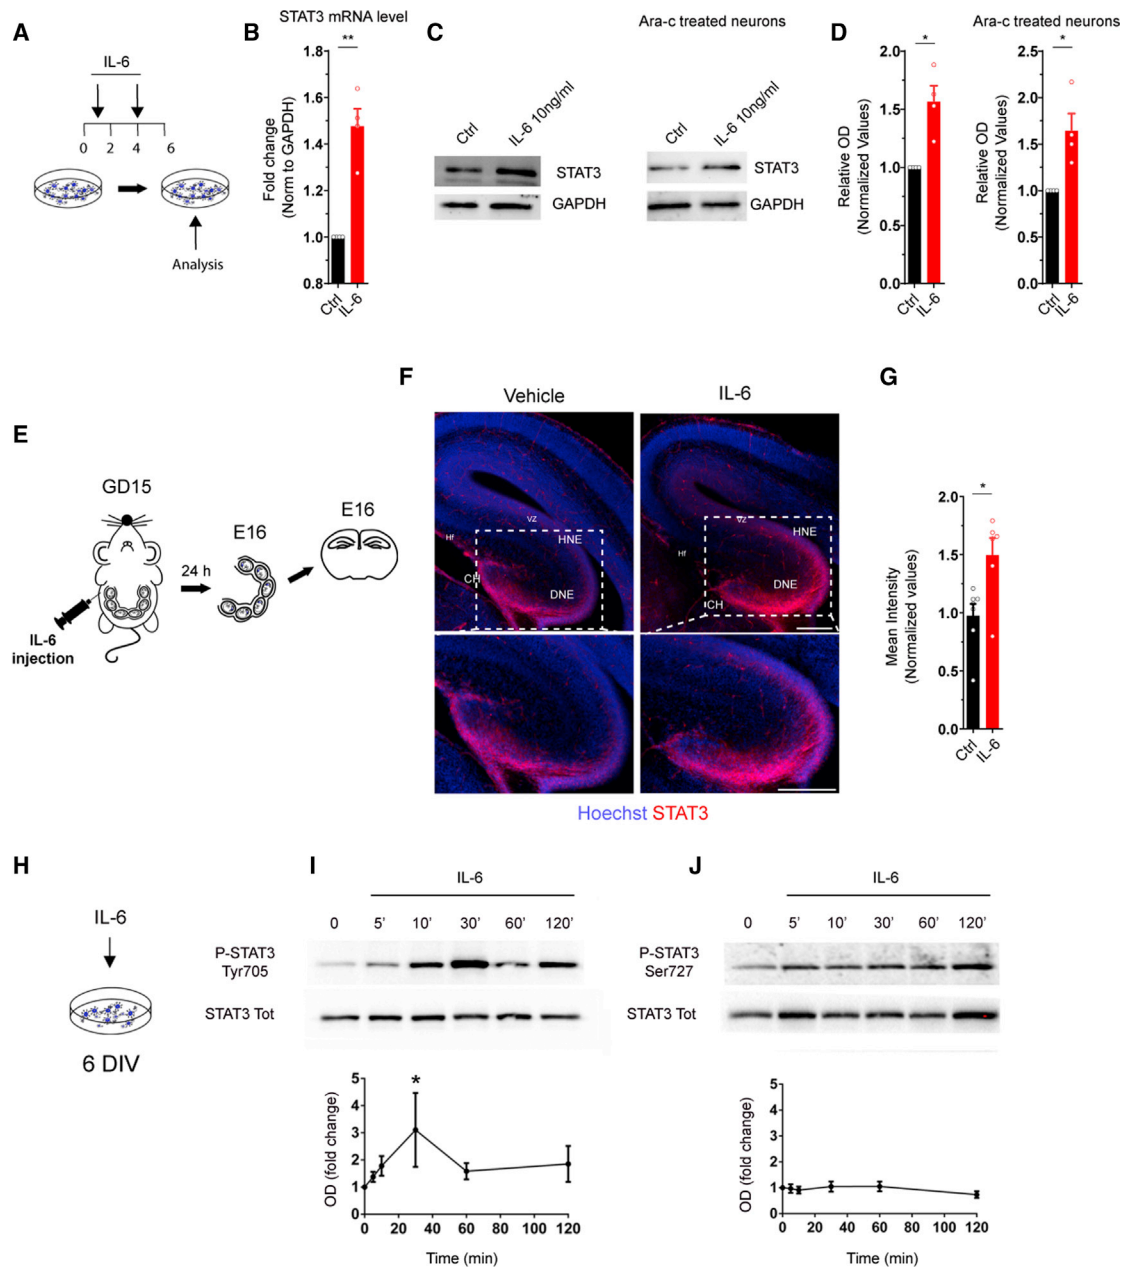 A
IL-6
0 2 4 6
Analysis
B
STAT3 mRNA level
**
Fold change
(Norm to GAPDH)
1.8
1.6
1.4
1.2
1.0
0.8
Ctrl
IL-6
C
Ara-c treated neurons
Ctrl
IL-6 10ng/ml
STAT3
GAPDH
Ctrl
IL-6 10ng/ml
STAT3
GAPDH
D
Ara-c treated neurons
*
Relative OD
(Normalized Values)
2.0
1.5
1.0
0.5
0.0
Ctrl
IL-6
*
Relative OD
(Normalized Values)
2.5
2.0
1.5
1.0
0.5
0.0
Ctrl
IL-6
E
GD15
IL-6
injection
24 h
E16
E16
F
Vehicle
IL-6
VZ
HNE
Hf
CH
DNE
VZ
HNE
Hf
DNE
CH
Hoechst STAT3
G
*
Mean Intensity
(Normalized values)
2.0
1.5
1.0
0.5
0.0
Ctrl
IL-6
H
IL-6
6 DIV
I
IL-6
0 5' 10' 30' 60' 120'
P-STAT3
Tyr705
STAT3 Tot
*
OD (fold change)
5
4
3
2
1
0
0 20 40 60 80 100 120
Time (min)
J
IL-6
0 5' 10' 30' 60' 120'
P-STAT3
Ser727
STAT3 Tot
OD (fold change)
5
4
3
2
1
0
0 20 40 60 80 100 120
Time (min)